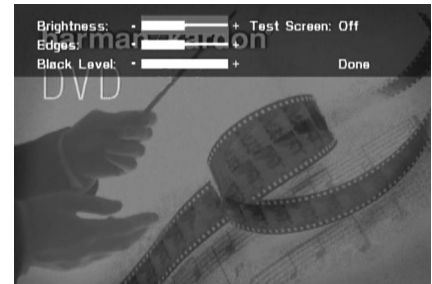 Brightness: - + Test Screen: Off
harman/kardon
Edges: - +
Black Level: - + Done
DVD